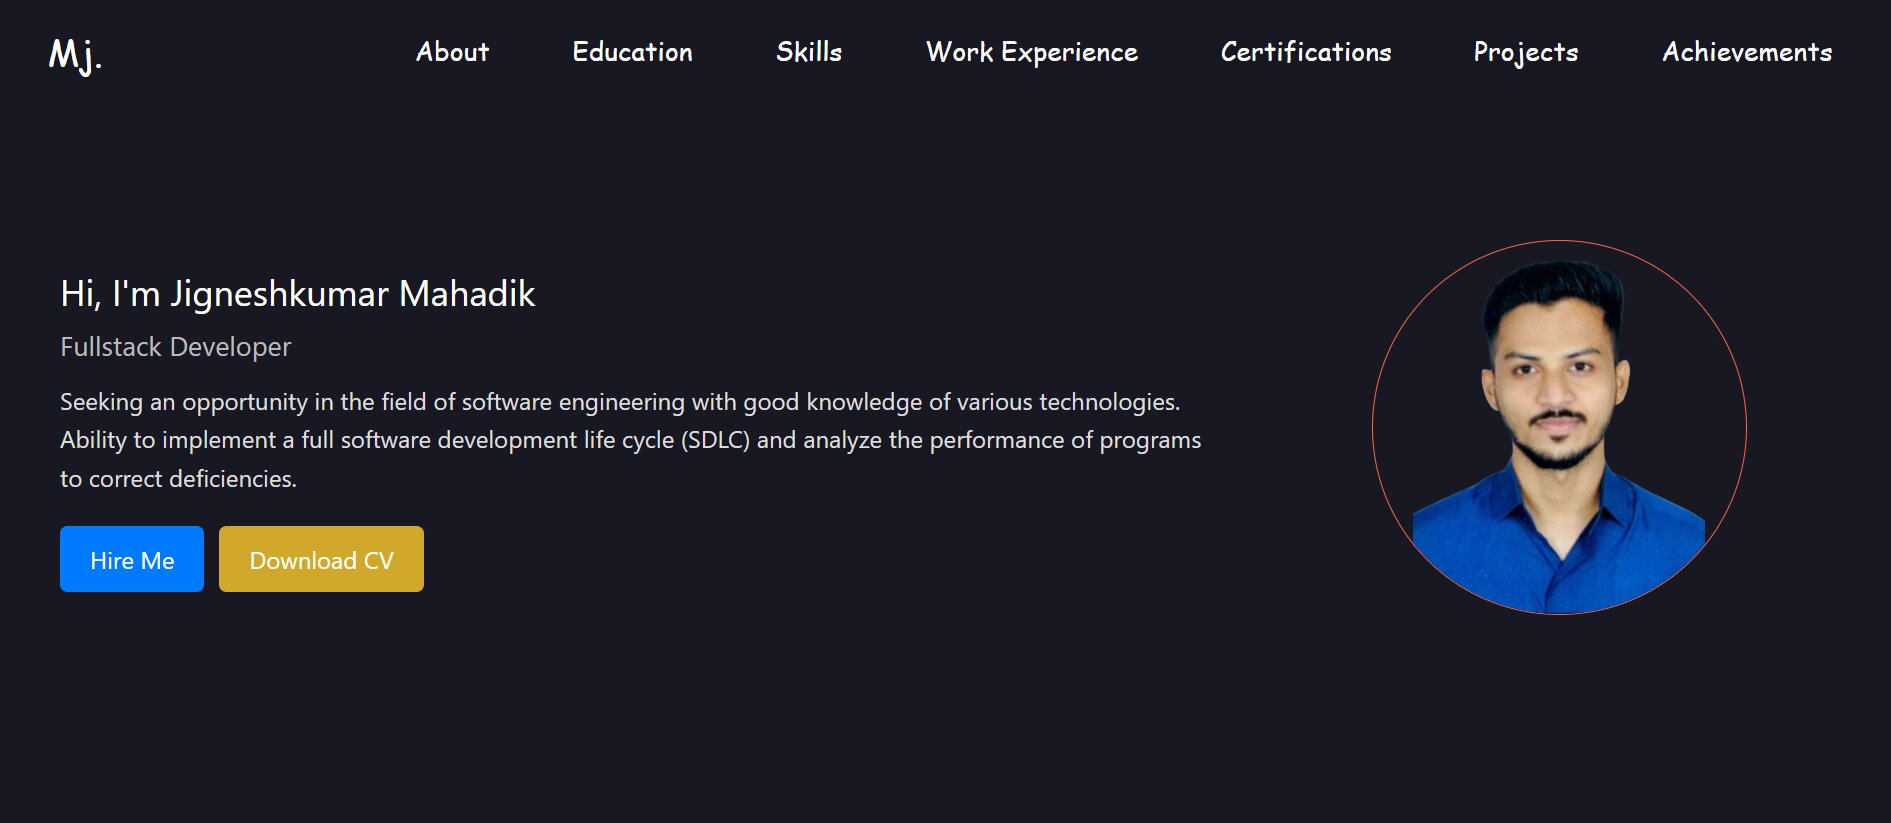 Mj.
About Education Skills Work Experience Certifications Projects Achievements
Hi, I'm Jigneshkumar Mahadik
Fullstack Developer
Seeking an opportunity in the field of software engineering with good knowledge of various technologies.
Ability to implement a full software development life cycle (SDLC) and analyze the performance of programs
to correct deficiencies.
Hire Me Download CV